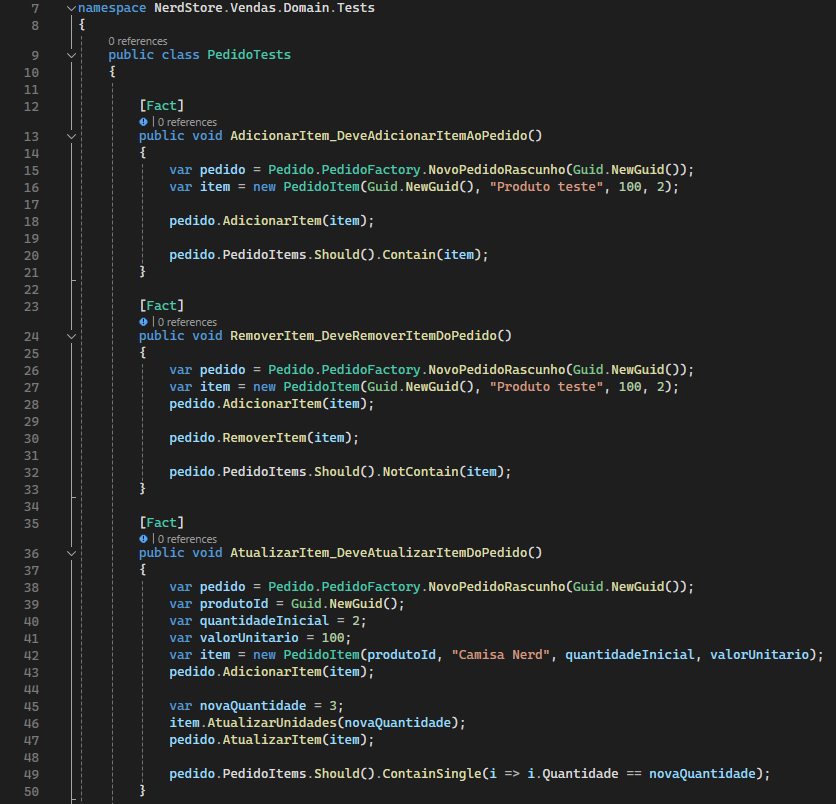 7 namespace NerdStore.Vendas.Domain.Tests
8 {
0 references
9 public class PedidoTests
10 {
11
12 [Fact]
| 0 references
13 public void AdicionarItem_DeveAdicionarItemAoPedido()
14 {
15 var pedido = Pedido.PedidoFactory.NovoPedidoRascunho(Guid.NewGuid());
16 var item = new PedidoItem(Guid.NewGuid(), "Produto teste", 100, 2);
17
18 pedido.AdicionarItem(item);
19
20 pedido.PedidoItems.Should().Contain(item);
21 }
22
23 [Fact]
| 0 references
24 public void RemoverItem_DeveRemoverItemDoPedido()
25 {
26 var pedido = Pedido.PedidoFactory.NovoPedidoRascunho(Guid.NewGuid());
27 var item = new PedidoItem(Guid.NewGuid(), "Produto teste", 100, 2);
28 pedido.AdicionarItem(item);
29
30 pedido.RemoverItem(item);
31
32 pedido.PedidoItems.Should().NotContain(item);
33 }
34
35 [Fact]
| 0 references
36 public void AtualizarItem_DeveAtualizarItemDoPedido()
37 {
38 var pedido = Pedido.PedidoFactory.NovoPedidoRascunho(Guid.NewGuid());
39 var produtoId = Guid.NewGuid();
40 var quantidadeInicial = 2;
41 var valorUnitario = 100;
42 var item = new PedidoItem(produtoId, "Camisa Nerd", quantidadeInicial, valorUnitario);
43 pedido.AdicionarItem(item);
44
45 var novaQuantidade = 3;
46 item.AtualizarUnidades(novaQuantidade);
47 pedido.AtualizarItem(item);
48
49 pedido.PedidoItems.Should().ContainSingle(i => i.Quantidade == novaQuantidade);
50 }